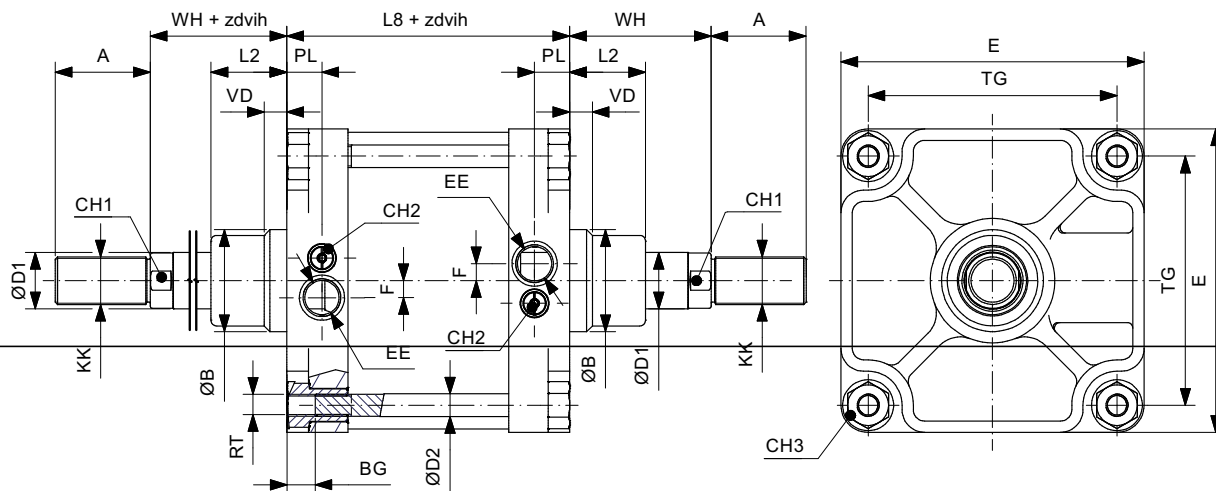 WH + zdvih
L8 + zdvih
WH
A
E
A
L2
PL
PL
L2
TG
VD
VD
EE
CH1
CH2
CH1
ØD1
F
F
TG
E
KK
ØB
EE
CH2
ØB
ØD1
KK
RT
BG
ØD2
CH3